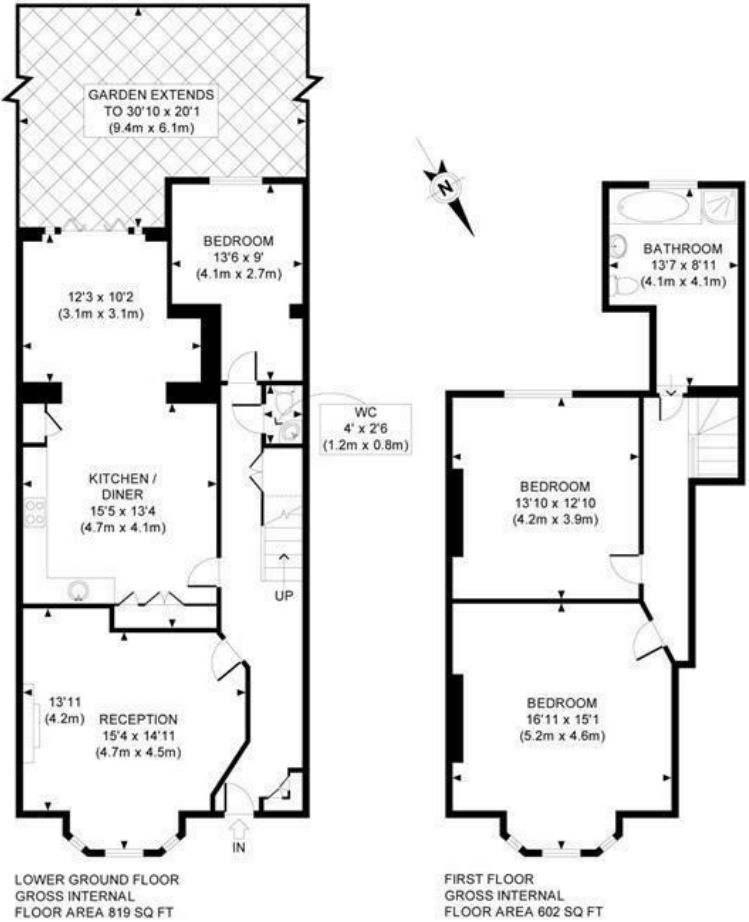 GARDEN EXTENDS
TO 30'10 x 20'1
(9.4m x 6.1m)
BEDROOM
13'6 x 9'
(4.1m x 2.7m)
12'3 x 10'2
(3.1m x 3.1m)
WC
4' x 2'6
(1.2m x 0.8m)
KITCHEN /
DINER
15'5 x 13'4
(4.7m x 4.1m)
UP
13'11
(4.2m)
RECEPTION
15'4 x 14'11
(4.7m x 4.5m)
IN
LOWER GROUND FLOOR
GROSS INTERNAL
FLOOR AREA 819 SQ FT
N
BATHROOM
13'7 x 8'11
(4.1m x 4.1m)
BEDROOM
13'10 x 12'10
(4.2m x 3.9m)
BEDROOM
16'11 x 15'1
(5.2m x 4.6m)
FIRST FLOOR
GROSS INTERNAL
FLOOR AREA 602 SQ FT